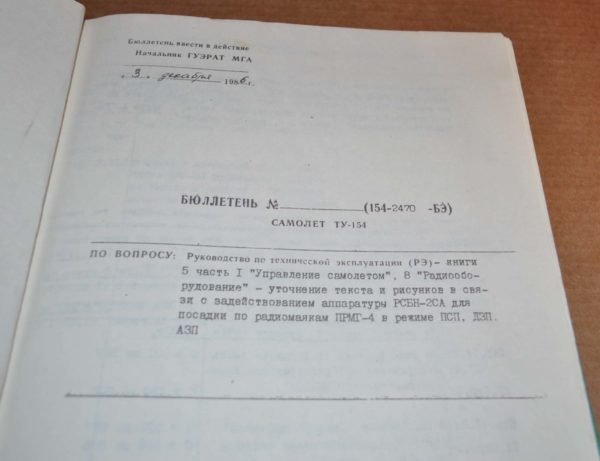 Бюллетень ввести в действие
Начальник ГУЭРАТ МГА
"3" декабря 1986 г.
БЮЛЛЕТЕНЬ № (154-2470 -БЭ)
САМОЛЕТ ТУ-154
ПО ВОПРОСУ: Руководство по технической эксплуатации (РЭ)- книги
5 часть I "Управление самолетом", 8 "Радиообо-
рудование" - уточнение текста и рисунков в свя-
зи с задействованием аппаратуры РСБН-2СА для
посадки по радиомаякам ПРМГ-4 в режиме ПСП, ДЗП.
АЗП